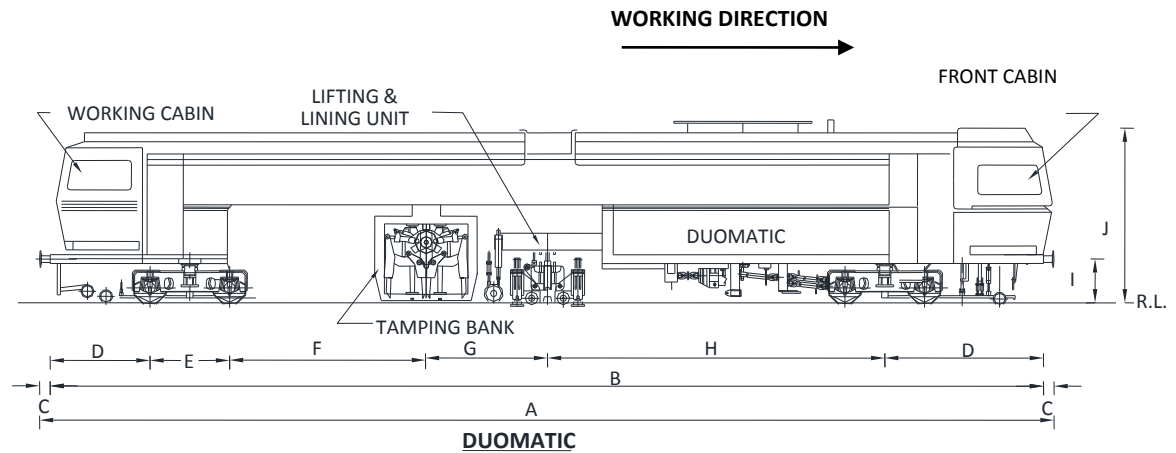 WORKING DIRECTION
FRONT CABIN
LIFTING &
LINING UNIT
WORKING CABIN
DUOMATIC
J
I
R.L.
TAMPING BANK
D E F G H D
B
C A C
DUOMATIC